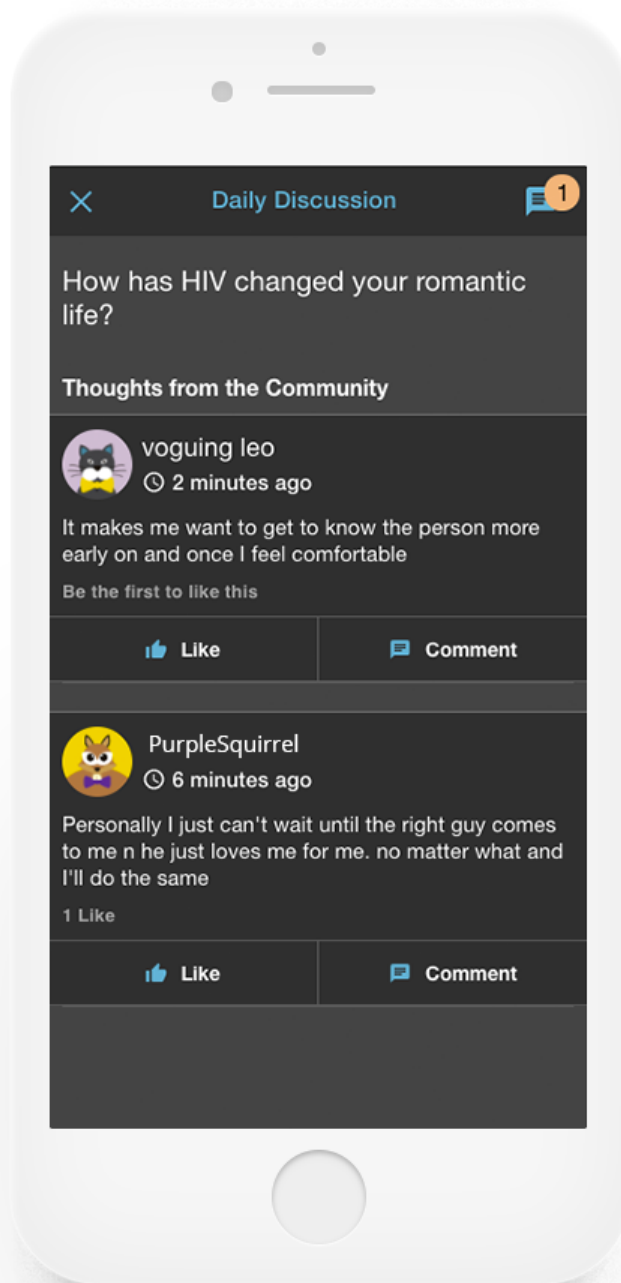 Daily Discussion
1
How has HIV changed your romantic
life?
Thoughts from the Community
voguing leo
2 minutes ago
It makes me want to get to know the person more
early on and once I feel comfortable
Be the first to like this
Like
Comment
PurpleSquirrel
6 minutes ago
Personally I just can't wait until the right guy comes
to me n he just loves me for me. no matter what and
I'll do the same
1 Like
Like
Comment